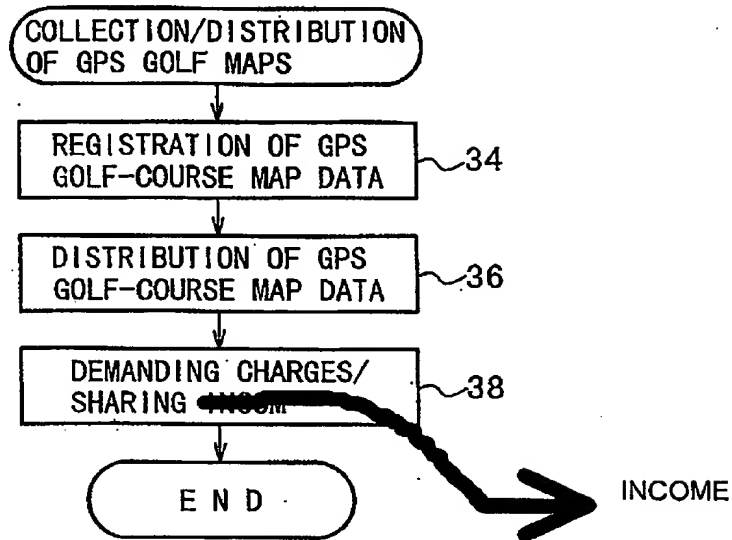 COLLECTION/DISTRIBUTION
OF GPS GOLF MAPS
REGISTRATION OF GPS
GOLF-COURSE MAP DATA
34
DISTRIBUTION OF GPS
GOLF-COURSE MAP DATA
36
DEMANDING CHARGES/
SHARING INCOM
38
INCOME
END